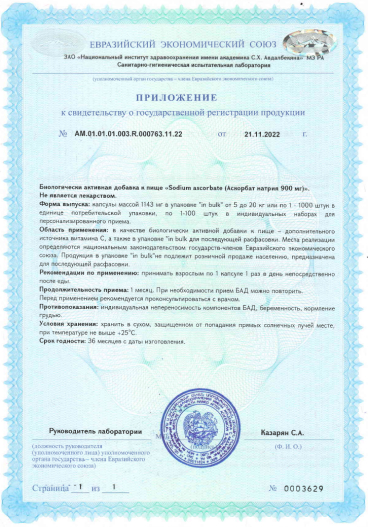 ЕВРАЗИЙСКИЙ ЭКОНОМИЧЕСКИЙ СОЮЗ
ЗАО «Национальный институт здравоохранения имени академика С.Х. Авдалбекяна» МЗ РА
Санитарно-гигиеническая испытательная лаборатория
(уполномоченный орган государства – члена Евразийского экономического союза)
ПРИЛОЖЕНИЕ
к свидетельству о государственной регистрации продукции
№ AM.01.01.01.003.R.000763.11.22 от 21.11.2022 г.
Биологически активная добавка к пище «Sodium ascorbate (Аскорбат натрия 900 мг)».
Не является лекарством.
Форма выпуска: капсулы массой 1143 мг в упаковке "in bulk" от 5 до 20 кг или по 1 - 1000 штук в
единице потребительской упаковки, по 1-100 штук в индивидуальных наборах для
персонализированного приема.
Область применения: в качестве биологически активной добавки к пище – дополнительного
источника витамина С, а также в упаковке "in bulk для последующей расфасовки. Места реализации
определяются национальным законодательством государств-членов Евразийского экономического
союза. Продукция в упаковке "in bulk"не подлежит розничной продаже населению, предназначена
для последующей расфасовки.
Рекомендации по применению: принимать взрослым по 1 капсуле 1 раз в день непосредственно
после еды.
Продолжительность приема: 1 месяц. При необходимости прием БАД можно повторить.
Перед применением рекомендуется проконсультироваться с врачом.
Противопоказания: индивидуальная непереносимость компонентов БАД, беременность, кормление
грудью.
Условия хранения: хранить в сухом, защищенном от попадания прямых солнечных лучей месте,
при температуре не выше +25°С.
Срок годности: 36 месяцев с даты изготовления.
Руководитель лаборатории
Казарян С.А.
(должность руководителя
(уполномоченного лица) уполномоченного
органа государства – члена Евразийского
экономического союза)
(Ф. И. О.)
Страница 1 из 1
№ 0003629